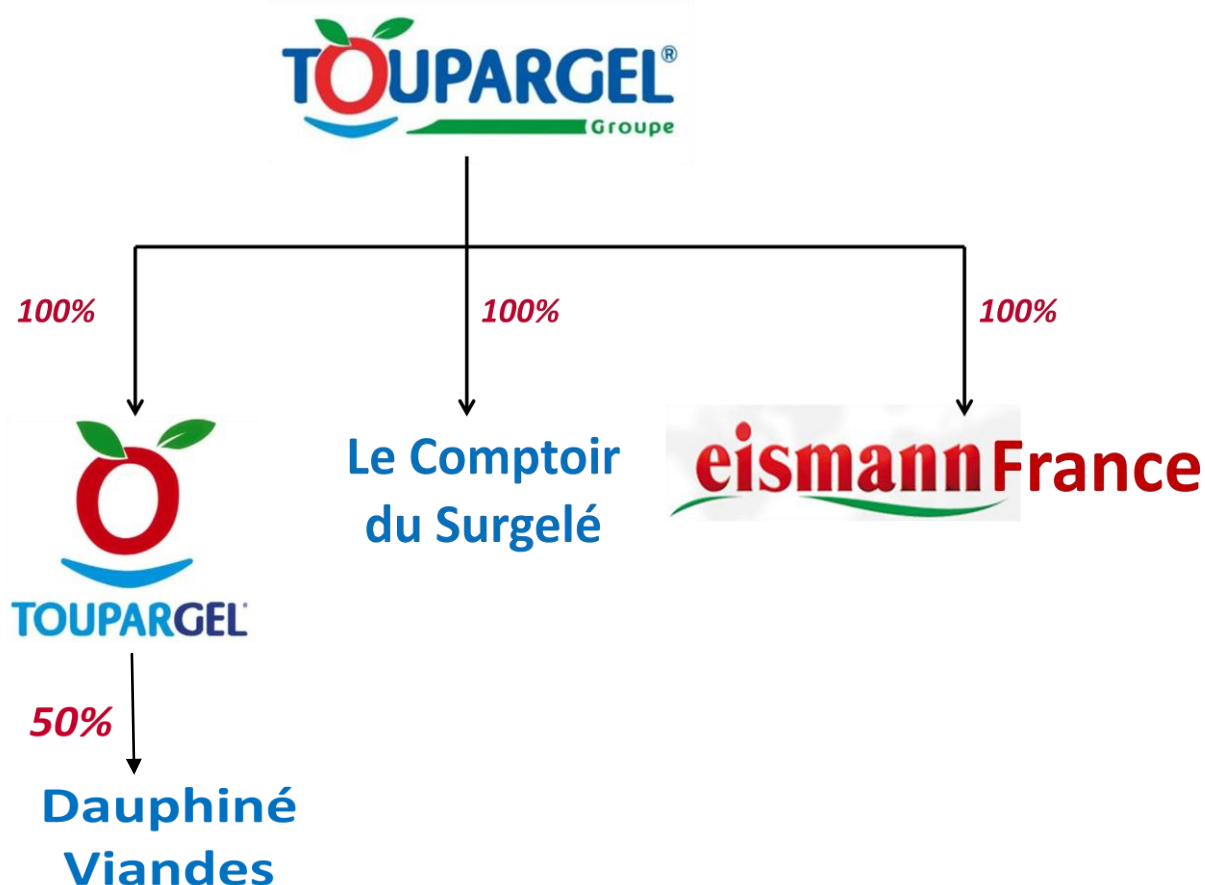 TOUPARGEL®
Groupe
100%
100%
100%
TOUPARGEL
Le Comptoir
du Surgelé
eismann France
50%
Dauphiné
Viandes